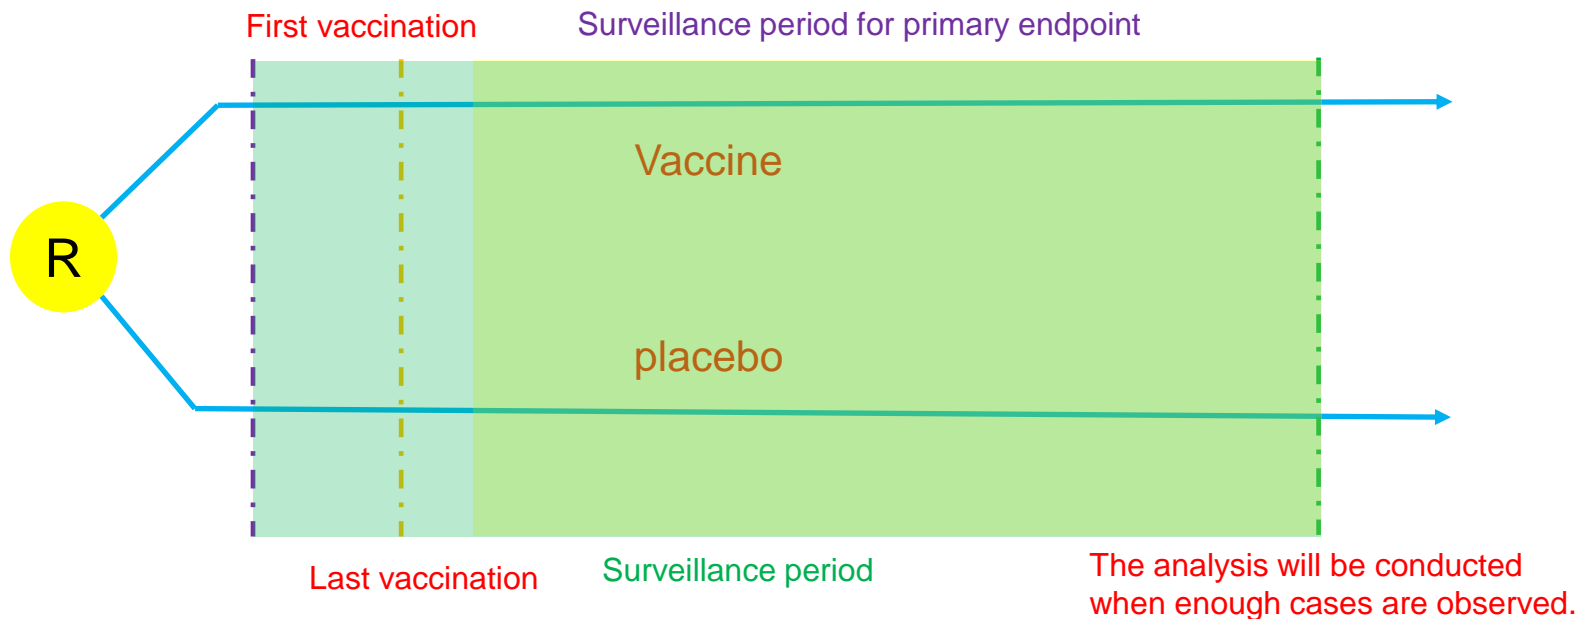 First vaccination
Surveillance period for primary endpoint
Vaccine
R
placebo
Last vaccination
Surveillance period
The analysis will be conducted
when enough cases are observed.